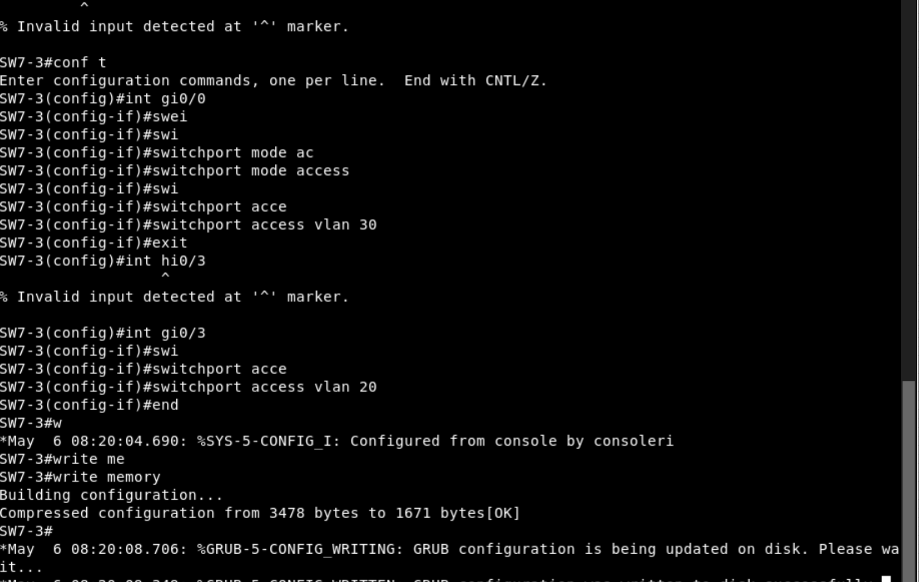 ^
% Invalid input detected at '^' marker.
SW7-3#conf t
Enter configuration commands, one per line.  End with CNTL/Z.
SW7-3(config)#int gi0/0
SW7-3(config-if)#swei
SW7-3(config-if)#swi
SW7-3(config-if)#switchport mode ac
SW7-3(config-if)#switchport mode access
SW7-3(config-if)#swi
SW7-3(config-if)#switchport acce
SW7-3(config-if)#switchport access vlan 30
SW7-3(config-if)#exit
SW7-3(config)#int hi0/3
^
% Invalid input detected at '^' marker.
SW7-3(config)#int gi0/3
SW7-3(config-if)#swi
SW7-3(config-if)#switchport acce
SW7-3(config-if)#switchport access vlan 20
SW7-3(config-if)#end
SW7-3#w
*May  6 08:20:04.690: %SYS-5-CONFIG_I: Configured from console by consoleri
SW7-3#write me
SW7-3#write memory
Building configuration...
Compressed configuration from 3478 bytes to 1671 bytes[OK]
SW7-3#
*May  6 08:20:08.706: %GRUB-5-CONFIG_WRITING: GRUB configuration is being updated on disk. Please wa
it...